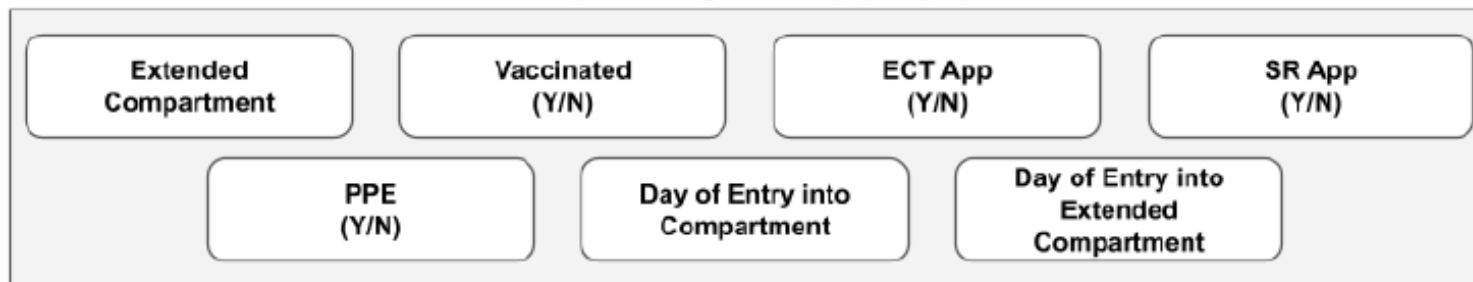 Extended
Compartment
Vaccinated
(Y/N)
ECT App
(Y/N)
SR App
(Y/N)
PPE
(Y/N)
Day of Entry into
Compartment
Day of Entry into
Extended
Compartment